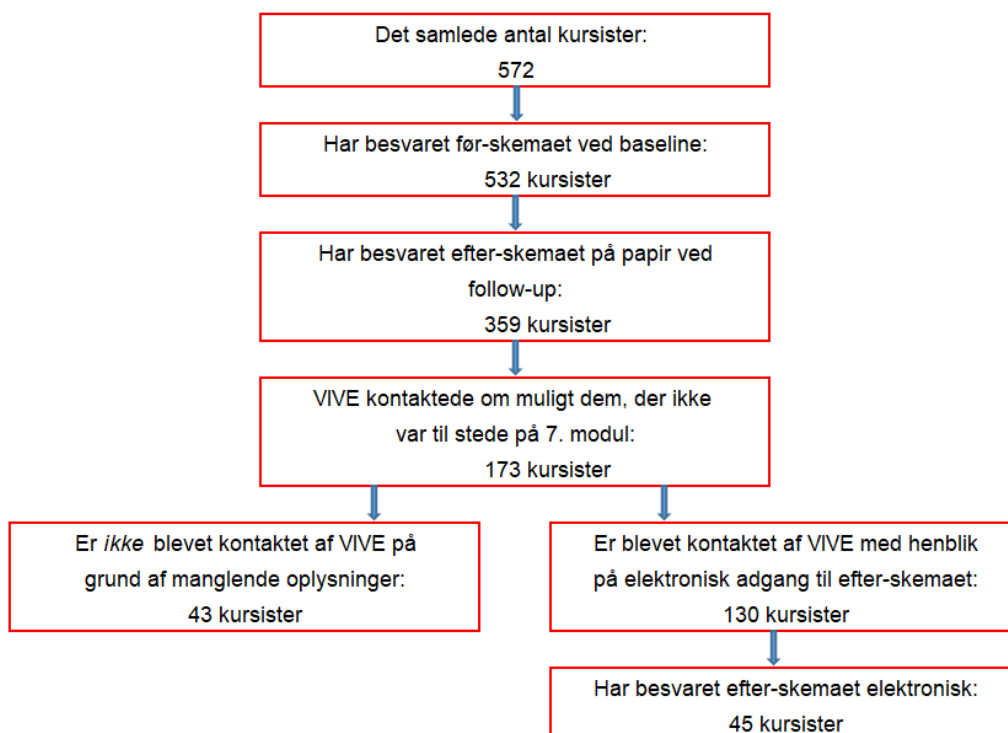 Det samlede antal kursister:
572
Har besvaret før-skemaet ved baseline:
532 kursister
Har besvaret efter-skemaet på papir ved
follow-up:
359 kursister
VIVE kontaktede om muligt dem, der ikke
var til stede på 7. modul:
173 kursister
Er ikke blevet kontaktet af VIVE på
grund af manglende oplysninger:
43 kursister
Er blevet kontaktet af VIVE med henblik
på elektronisk adgang til efter-skemaet:
130 kursister
Har besvaret efter-skemaet elektronisk:
45 kursister